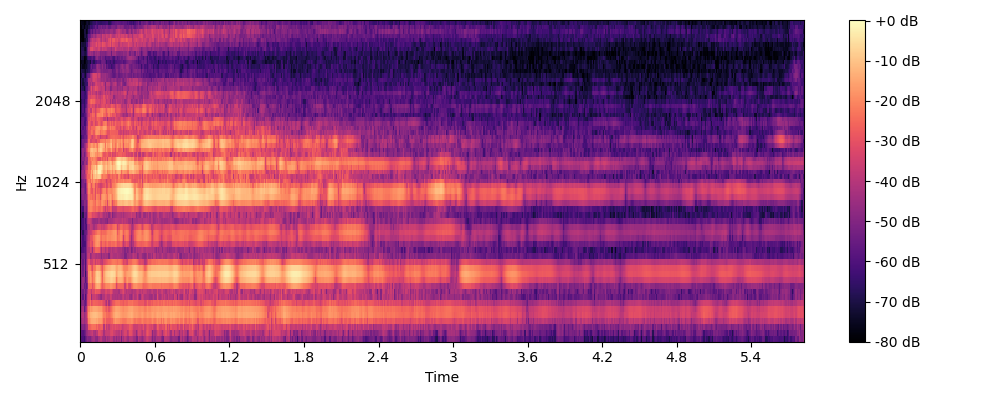 Hz
2048
1024
512
0 0.6 1.2 1.8 2.4 3 3.6 4.2 4.8 5.4
Time
+0 dB
-10 dB
-20 dB
-30 dB
-40 dB
-50 dB
-60 dB
-70 dB
-80 dB